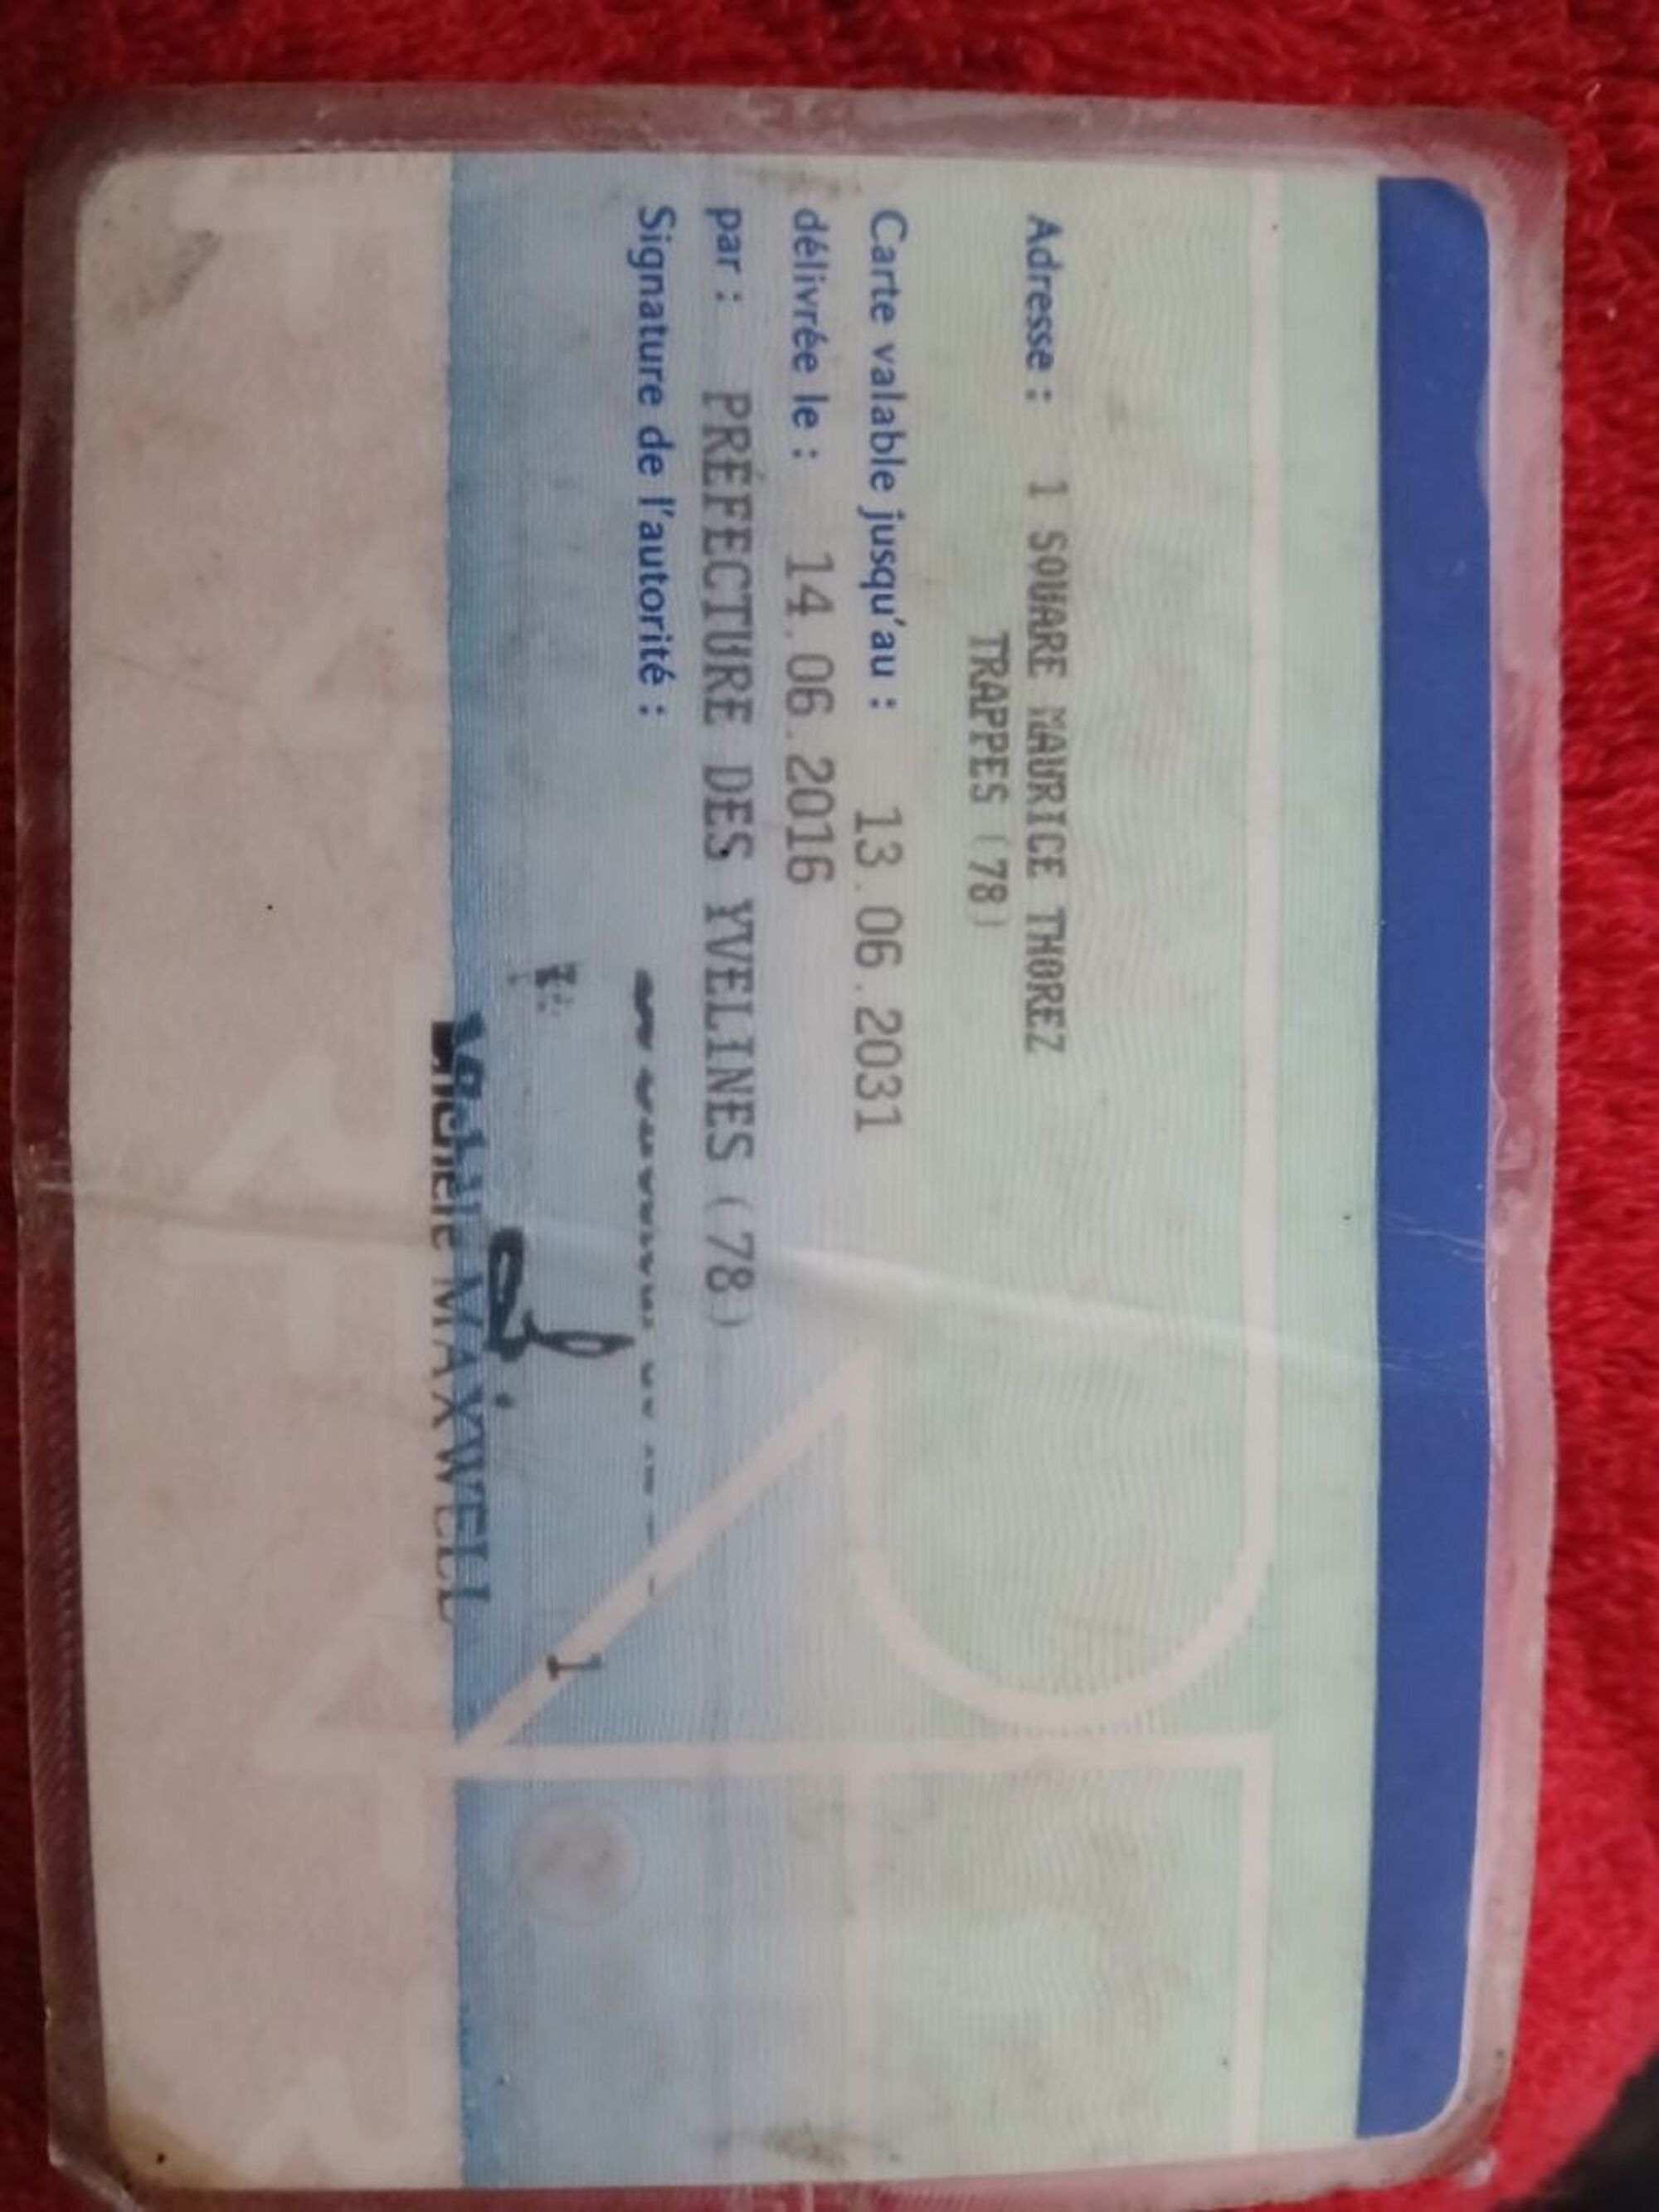 Adresse : 1 SQUARE MAURICE THOREZ
TRAPPES (78)
Carte valable jusqu'au : 13.06.2031
délivrée le : 14.06.2016
par : PRÉFECTURE DES YVELINES (78)
Signature de l'autorité :
MAXWELL